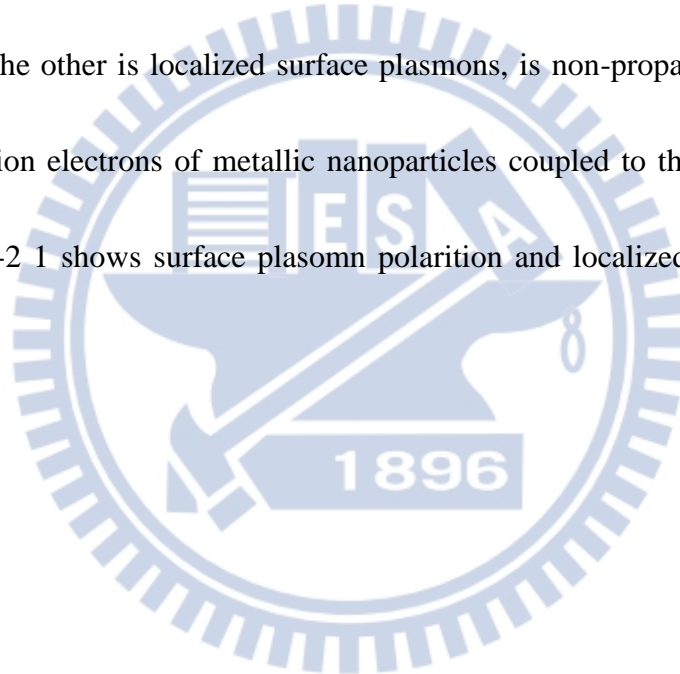 he other is localized surface plasmons, is non-propa
ion electrons of metallic nanoparticles coupled to th
-2 1 shows surface plasomn polarition and localized
E S A
1896